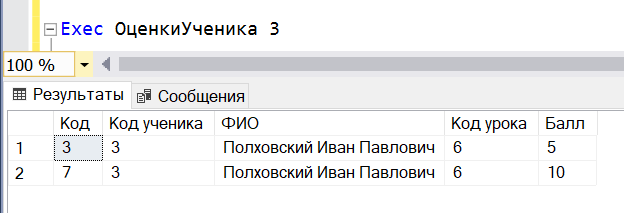 Exec ОценкиУченика 3
100 %
Результаты Сообщения
Код Код ученика ФИО Код урока Балл
1 3 3 Полховский Иван Павлович 6 5
2 7 3 Полховский Иван Павлович 6 10